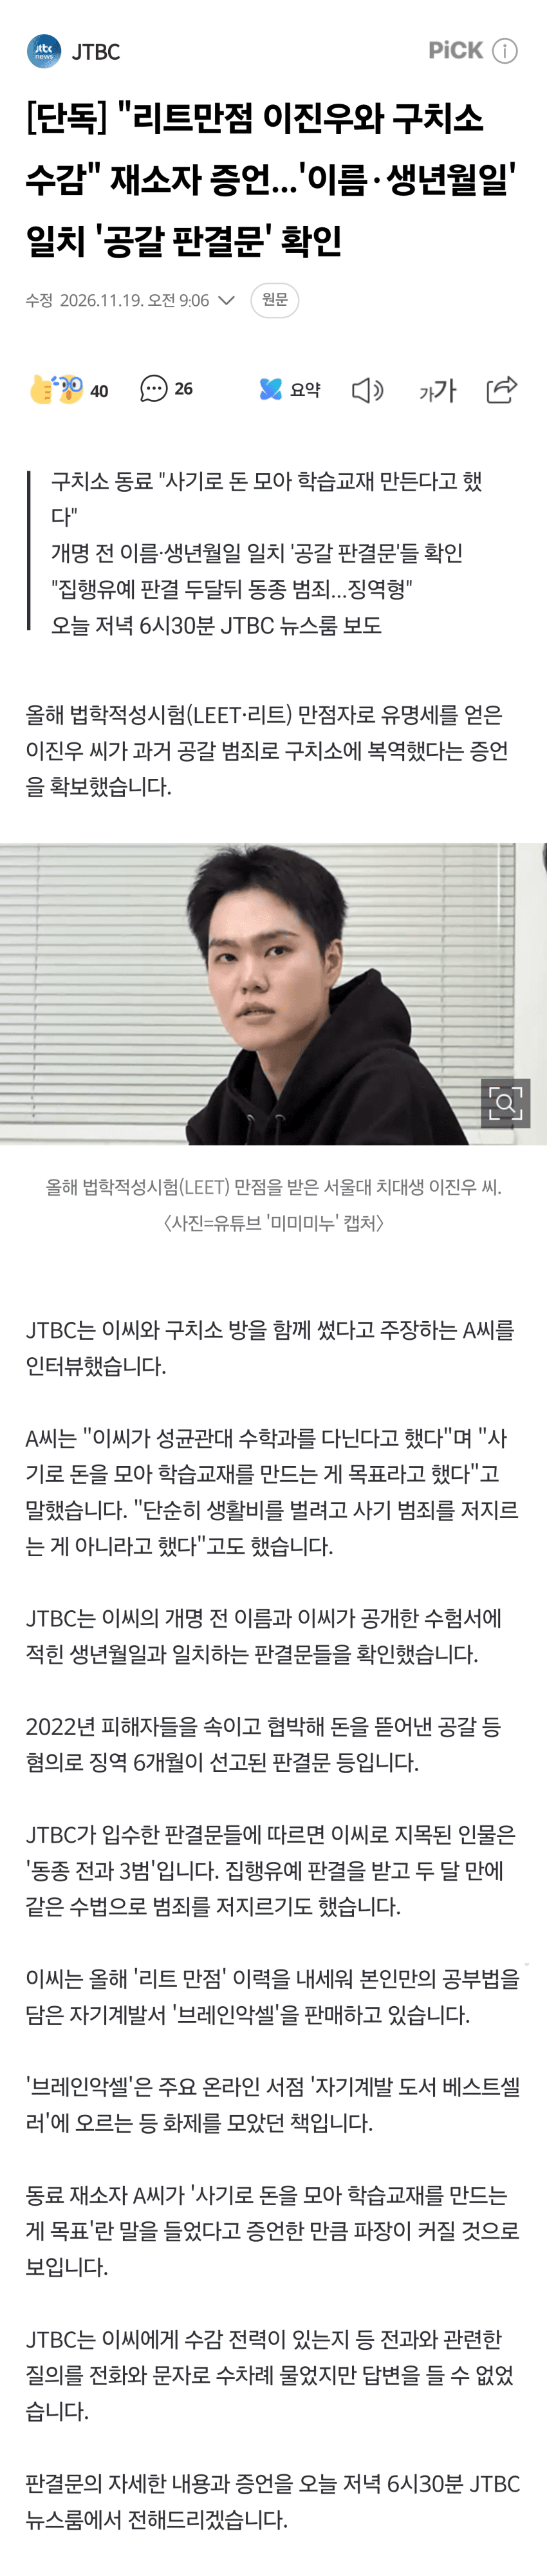 jtbc
news
JTBC
PiCK
[단독] "리트만점 이진우와 구치소
수감" 재소자 증언…'이름·생년월일'
일치 '공갈 판결문' 확인
수정 2026.11.19. 오전 9:06
원문
40
26
요약
가가
구치소 동료 "사기로 돈 모아 학습교재 만든다고 했
다"
개명 전 이름·생년월일 일치 '공갈 판결문'들 확인
"집행유예 판결 두달뒤 동종 범죄…징역형"
오늘 저녁 6시30분 JTBC 뉴스룸 보도
올해 법학적성시험(LEET·리트) 만점자로 유명세를 얻은
이진우 씨가 과거 공갈 범죄로 구치소에 복역했다는 증언
을 확보했습니다.
올해 법학적성시험(LEET) 만점을 받은 서울대 치대생 이진우 씨.
〈사진=유튜브 '미미미누' 캡처〉
JTBC는 이씨와 구치소 방을 함께 썼다고 주장하는 A씨를
인터뷰했습니다.
A씨는 "이씨가 성균관대 수학과를 다닌다고 했다"며 "사
기로 돈을 모아 학습교재를 만드는 게 목표라고 했다"고
말했습니다. "단순히 생활비를 벌려고 사기 범죄를 저지르
는 게 아니라고 했다"고도 했습니다.
JTBC는 이씨의 개명 전 이름과 이씨가 공개한 수험서에
적힌 생년월일과 일치하는 판결문들을 확인했습니다.
2022년 피해자들을 속이고 협박해 돈을 뜯어낸 공갈 등
혐의로 징역 6개월이 선고된 판결문 등입니다.
JTBC가 입수한 판결문들에 따르면 이씨로 지목된 인물은
'동종 전과 3범'입니다. 집행유예 판결을 받고 두 달 만에
같은 수법으로 범죄를 저지르기도 했습니다.
이씨는 올해 '리트 만점' 이력을 내세워 본인만의 공부법을
담은 자기계발서 '브레인악셀'을 판매하고 있습니다.
'브레인악셀'은 주요 온라인 서점 '자기계발 도서 베스트셀
러'에 오르는 등 화제를 모았던 책입니다.
동료 재소자 A씨가 '사기로 돈을 모아 학습교재를 만드는
게 목표'란 말을 들었다고 증언한 만큼 파장이 커질 것으로
보입니다.
JTBC는 이씨에게 수감 전력이 있는지 등 전과와 관련한
질의를 전화와 문자로 수차례 물었지만 답변을 들 수 없었
습니다.
판결문의 자세한 내용과 증언을 오늘 저녁 6시30분 JTBC
뉴스룸에서 전해드리겠습니다.